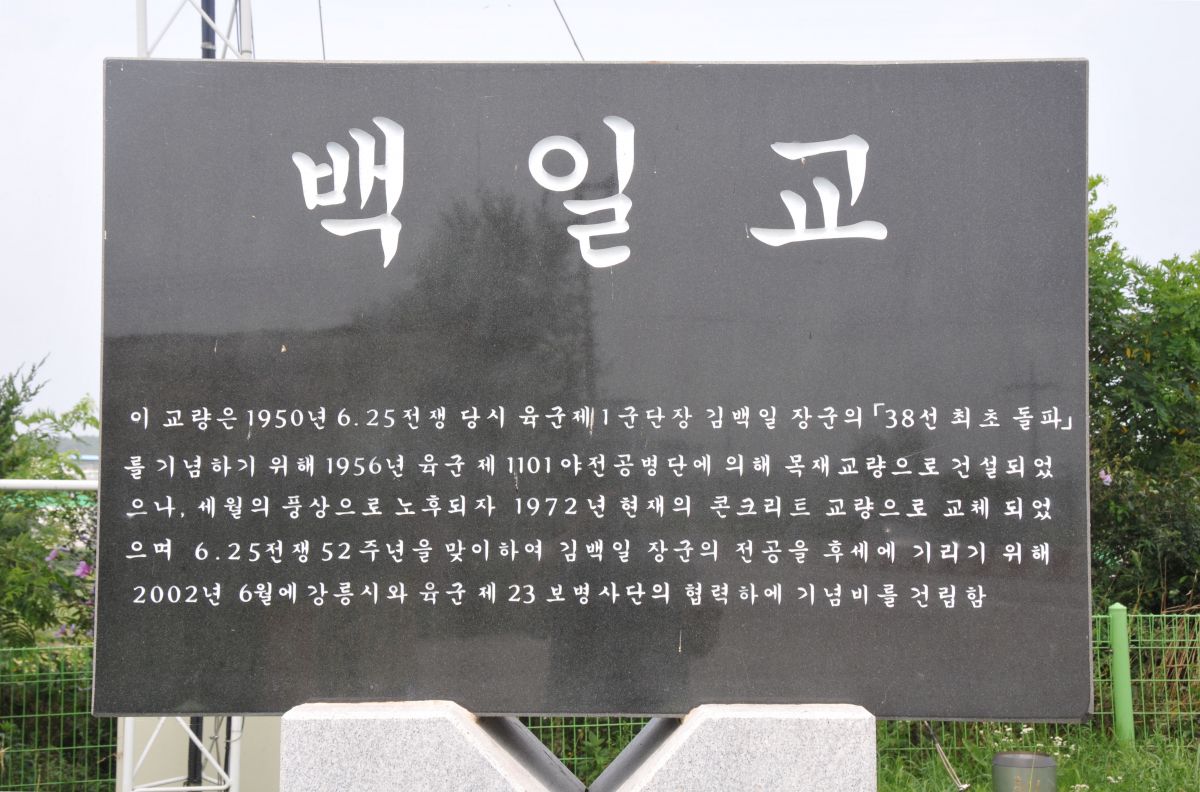 백일교
이 교량은 1950년 6.25전쟁 당시 육군제1군단장 김백일 장군의 「38선 최초 돌파」
를 기념하기 위해 1956년 육군 제1101야전공병단에 의해 목재교량으로 건설되었
으나, 세월의 풍상으로 노후되자 1972년 현재의 콘크리트 교량으로 교체 되었
으며 6.25전쟁 52주년을 맞이하여 김백일 장군의 전공을 후세에 기리기 위해
2002년 6월에 강릉시와 육군 제23보병사단의 협력하에 기념비를 건립함